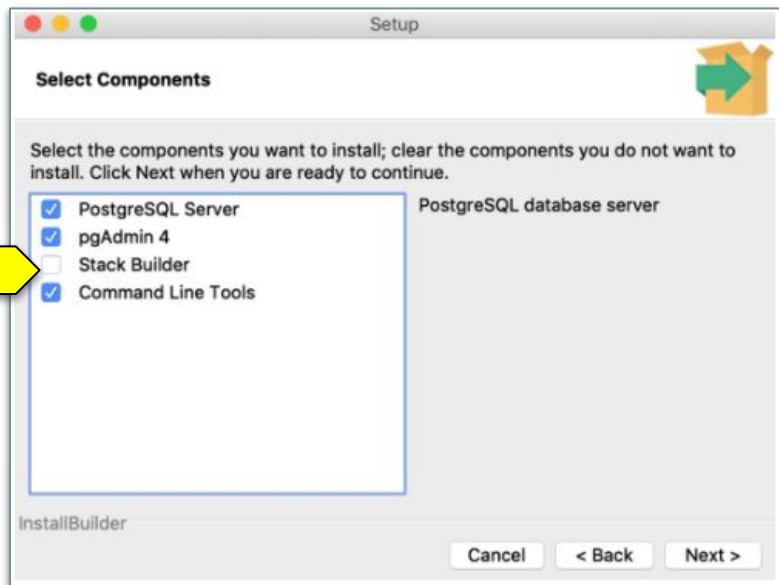 Setup
Select Components
Select the components you want to install; clear the components you do not want to
install. Click Next when you are ready to continue.
PostgreSQL Server
pgAdmin 4
Stack Builder
Command Line Tools
PostgreSQL database server
InstallBuilder
Cancel
< Back
Next >